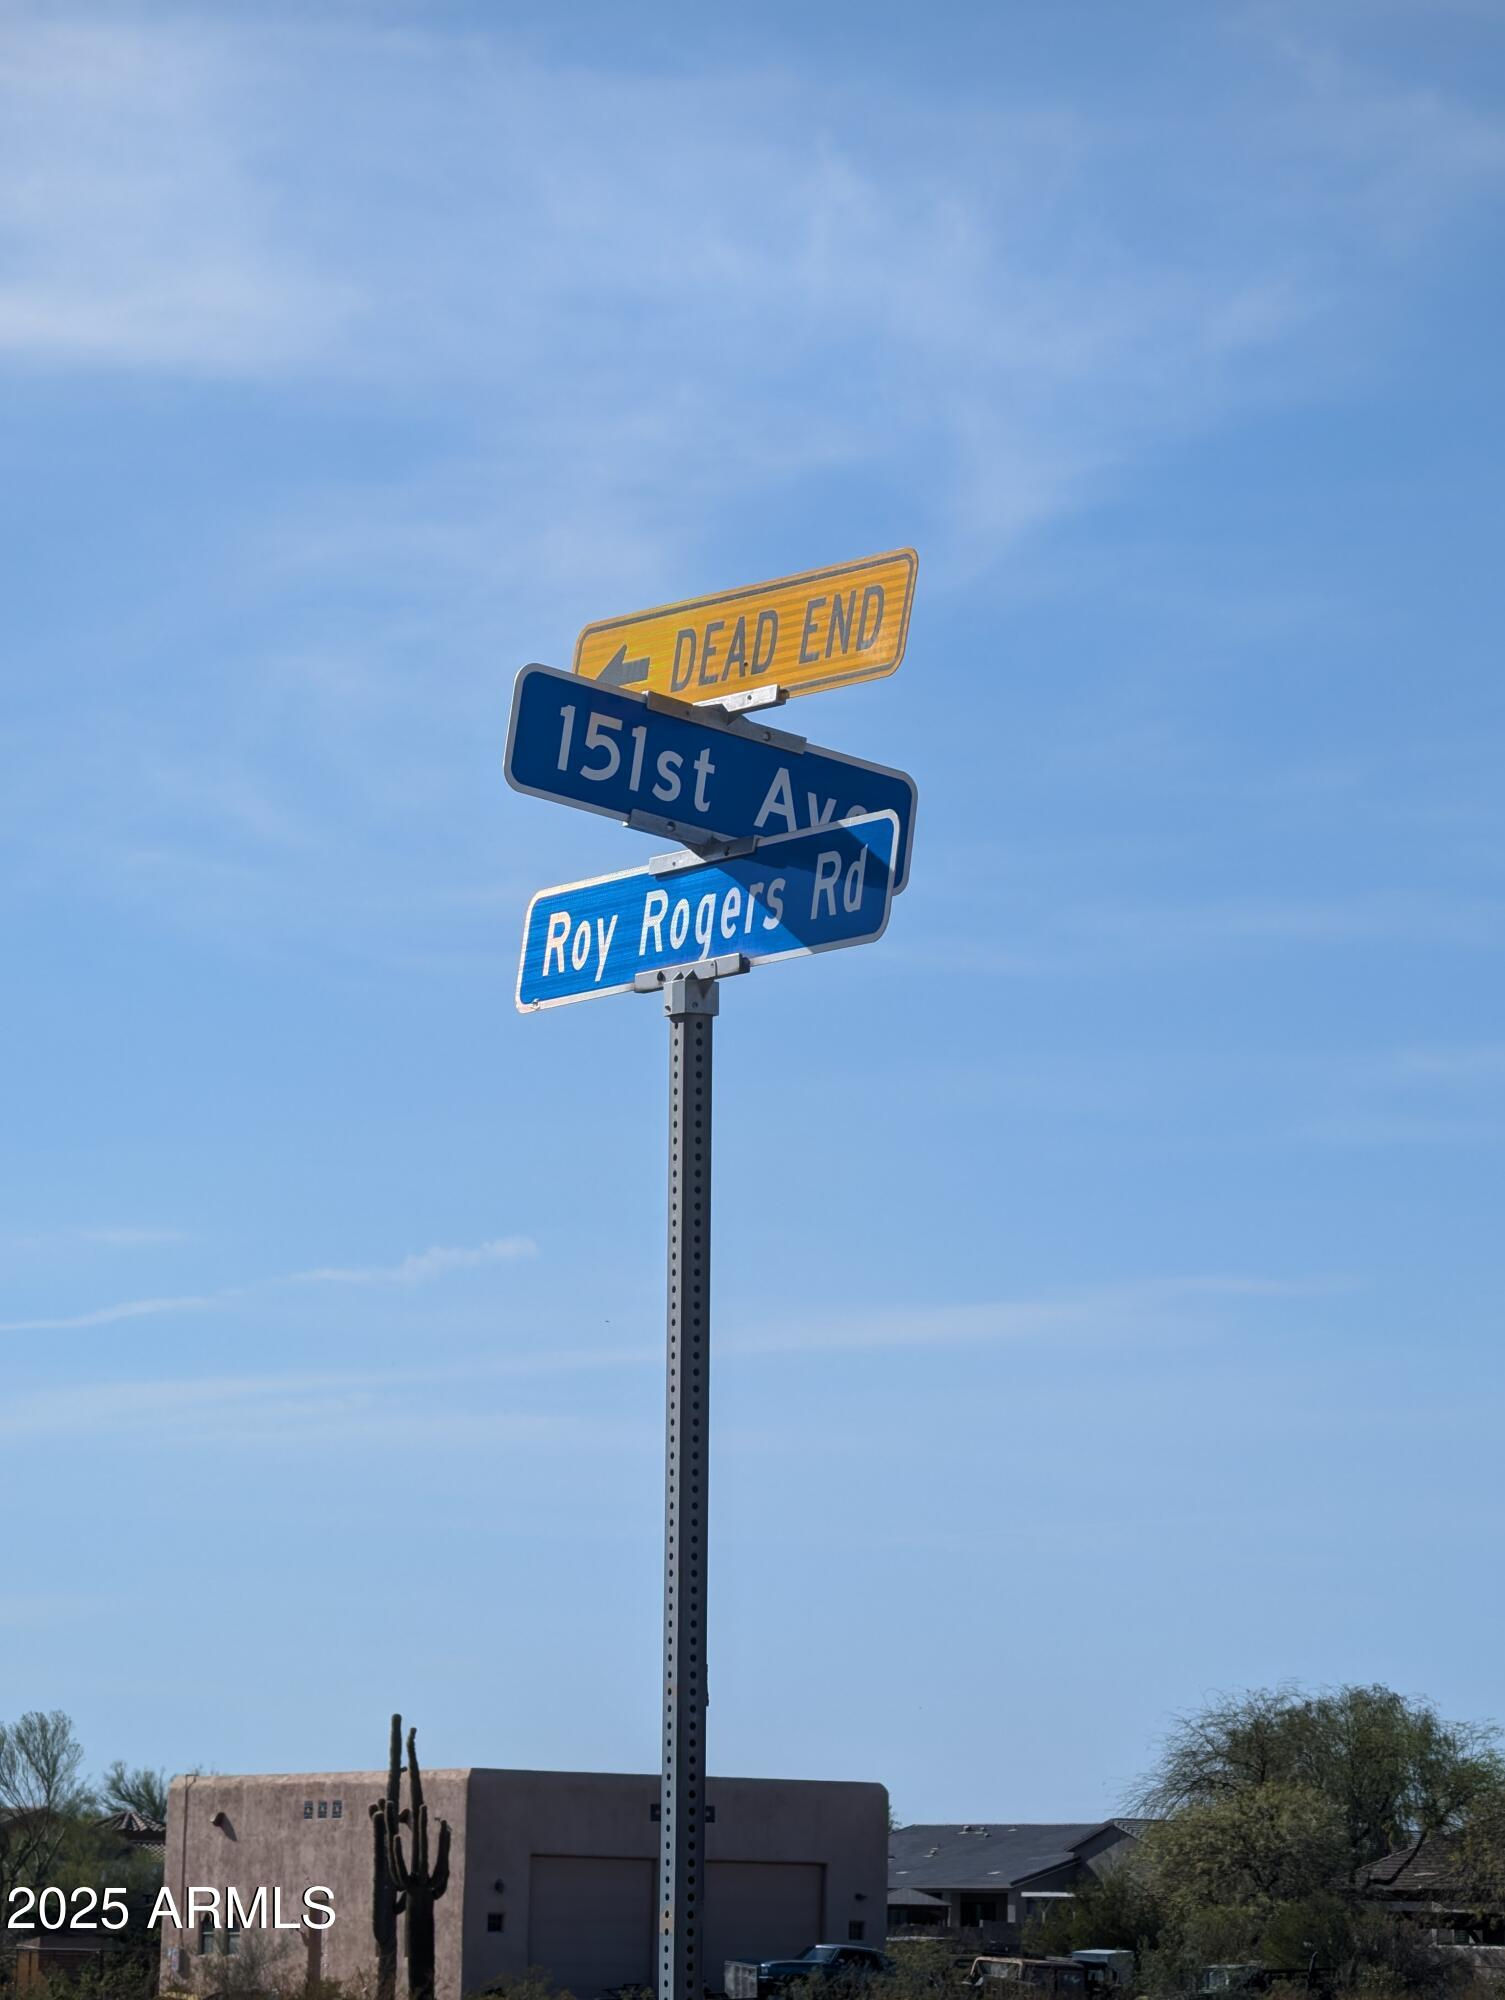 DEAD END
151st Ave
Roy Rogers Rd
2025 ARMLS